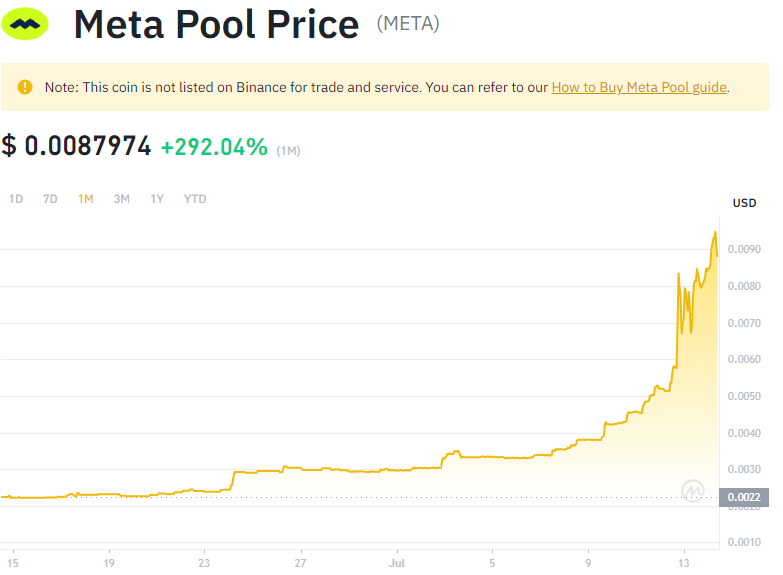 Meta Pool Price (META)
Note: This coin is not listed on Binance for trade and service. You can refer to our How to Buy Meta Pool guide.
$ 0.0087974 +292.04% (1M)
1D 7D 1M 3M 1Y YTD
USD
0.0090
0.0080
0.0070
0.0060
0.0050
0.0040
0.0030
0.0022
0.0010
15 19 23 27 Jul 5 9 13